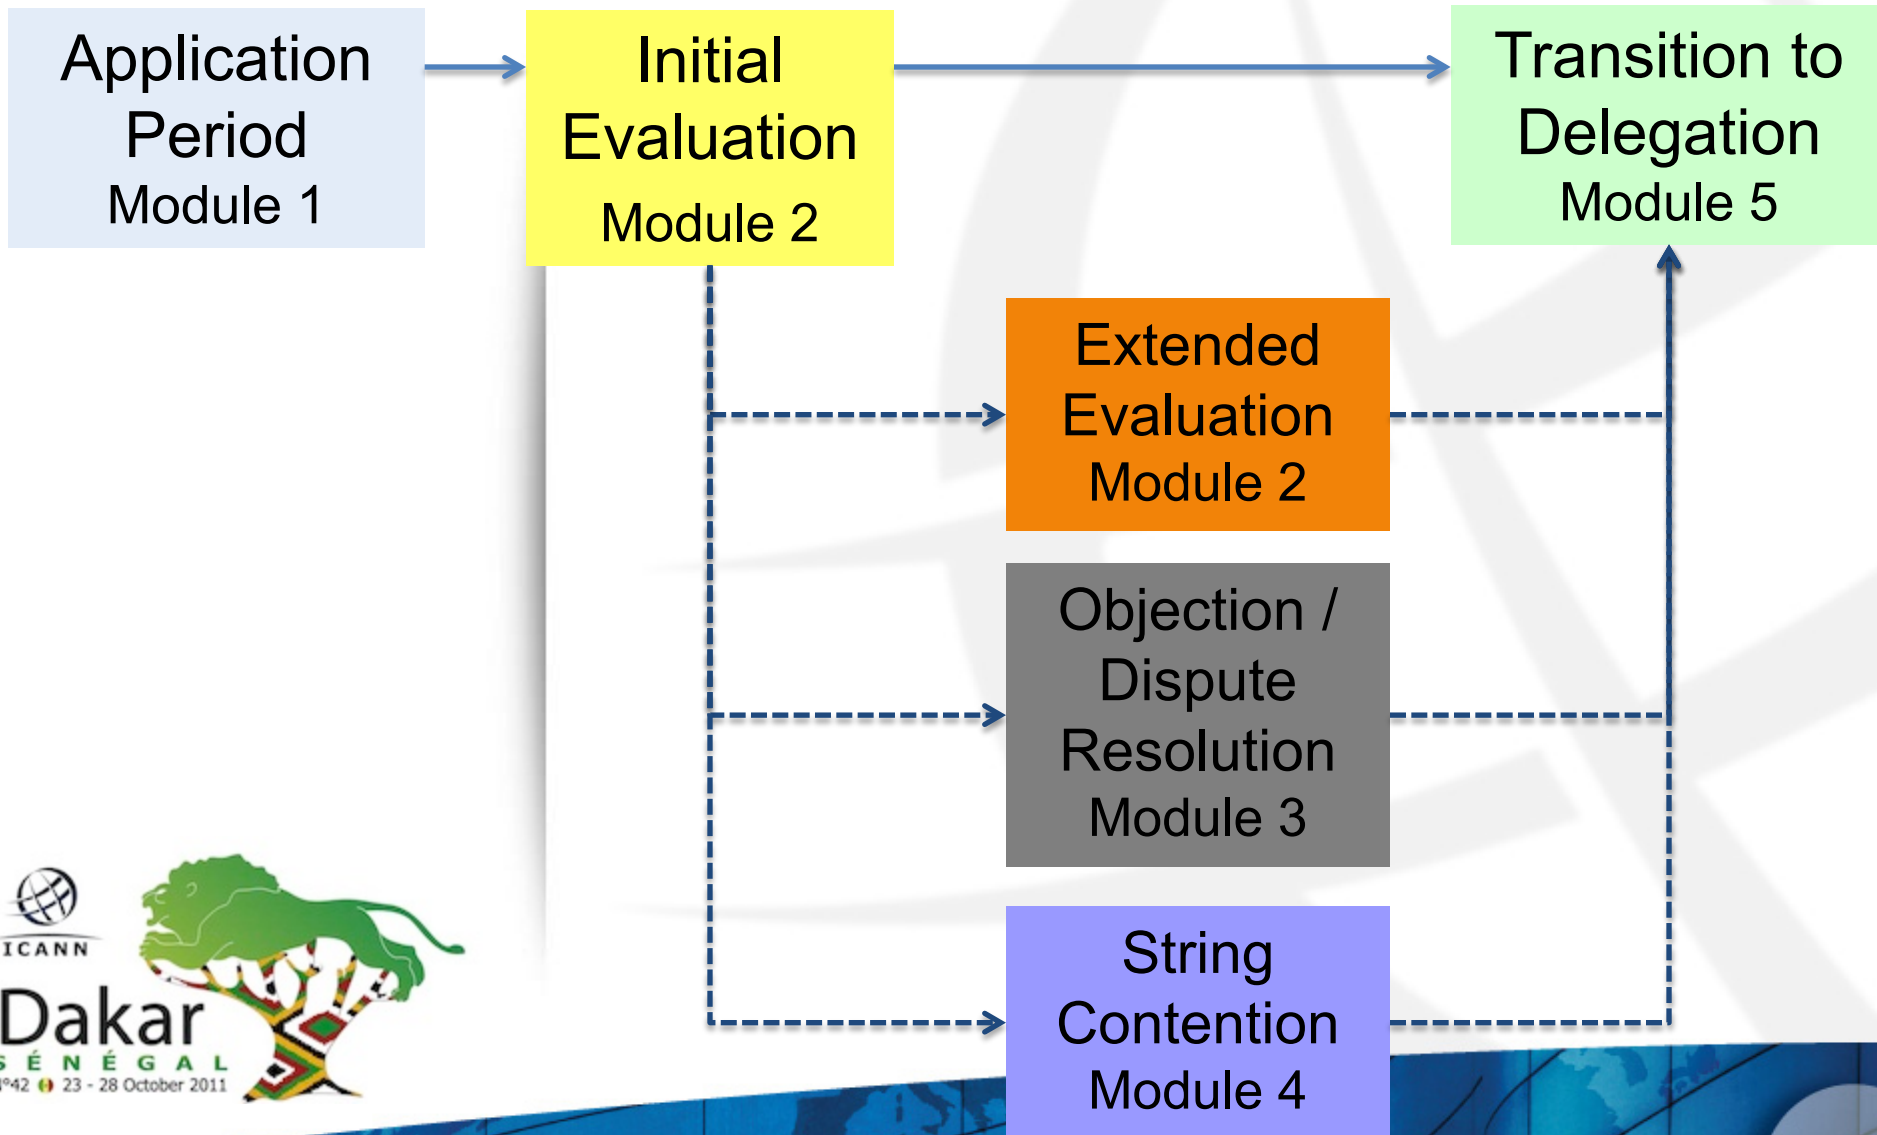 Application
Period
Module 1
Initial
Evaluation
Module 2
Transition to
Delegation
Module 5
Extended
Evaluation
Module 2
Objection /
Dispute
Resolution
Module 3
String
Contention
Module 4
ICANN
Dakar
SÉNÉGAL
N°42 23 - 28 October 2011